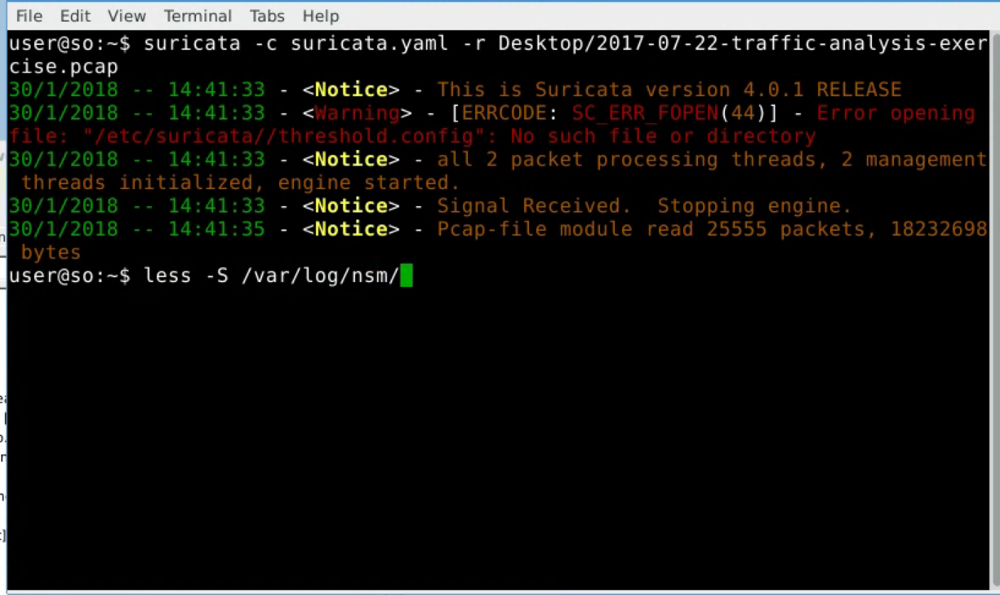 File Edit View Terminal Tabs Help
user@so:~$ suricata -c suricata.yaml -r Desktop/2017-07-22-traffic-analysis-exer
cise.pcap
30/1/2018 -- 14:41:33 - <Notice> - This is Suricata version 4.0.1 RELEASE
30/1/2018 -- 14:41:33 - <Warning> - [ERRCODE: SC_ERR_FOPEN(44)] - Error opening
file: "/etc/suricata//threshold.config": No such file or directory
30/1/2018 -- 14:41:33 - <Notice> - all 2 packet processing threads, 2 management
threads initialized, engine started.
30/1/2018 -- 14:41:33 - <Notice> - Signal Received.  Stopping engine.
30/1/2018 -- 14:41:35 - <Notice> - Pcap-file module read 25555 packets, 18232698
bytes
user@so:~$ less -S /var/log/nsm/